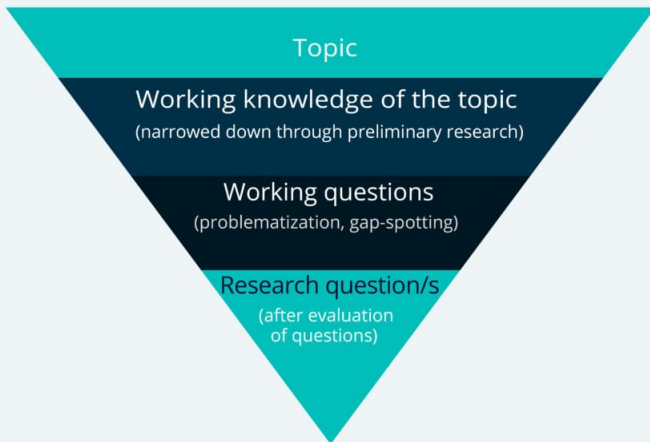 Topic
Working knowledge of the topic
(narrowed down through preliminary research)
Working questions
(problematization, gap-spotting)
Research question/s
(after evaluation
of questions)